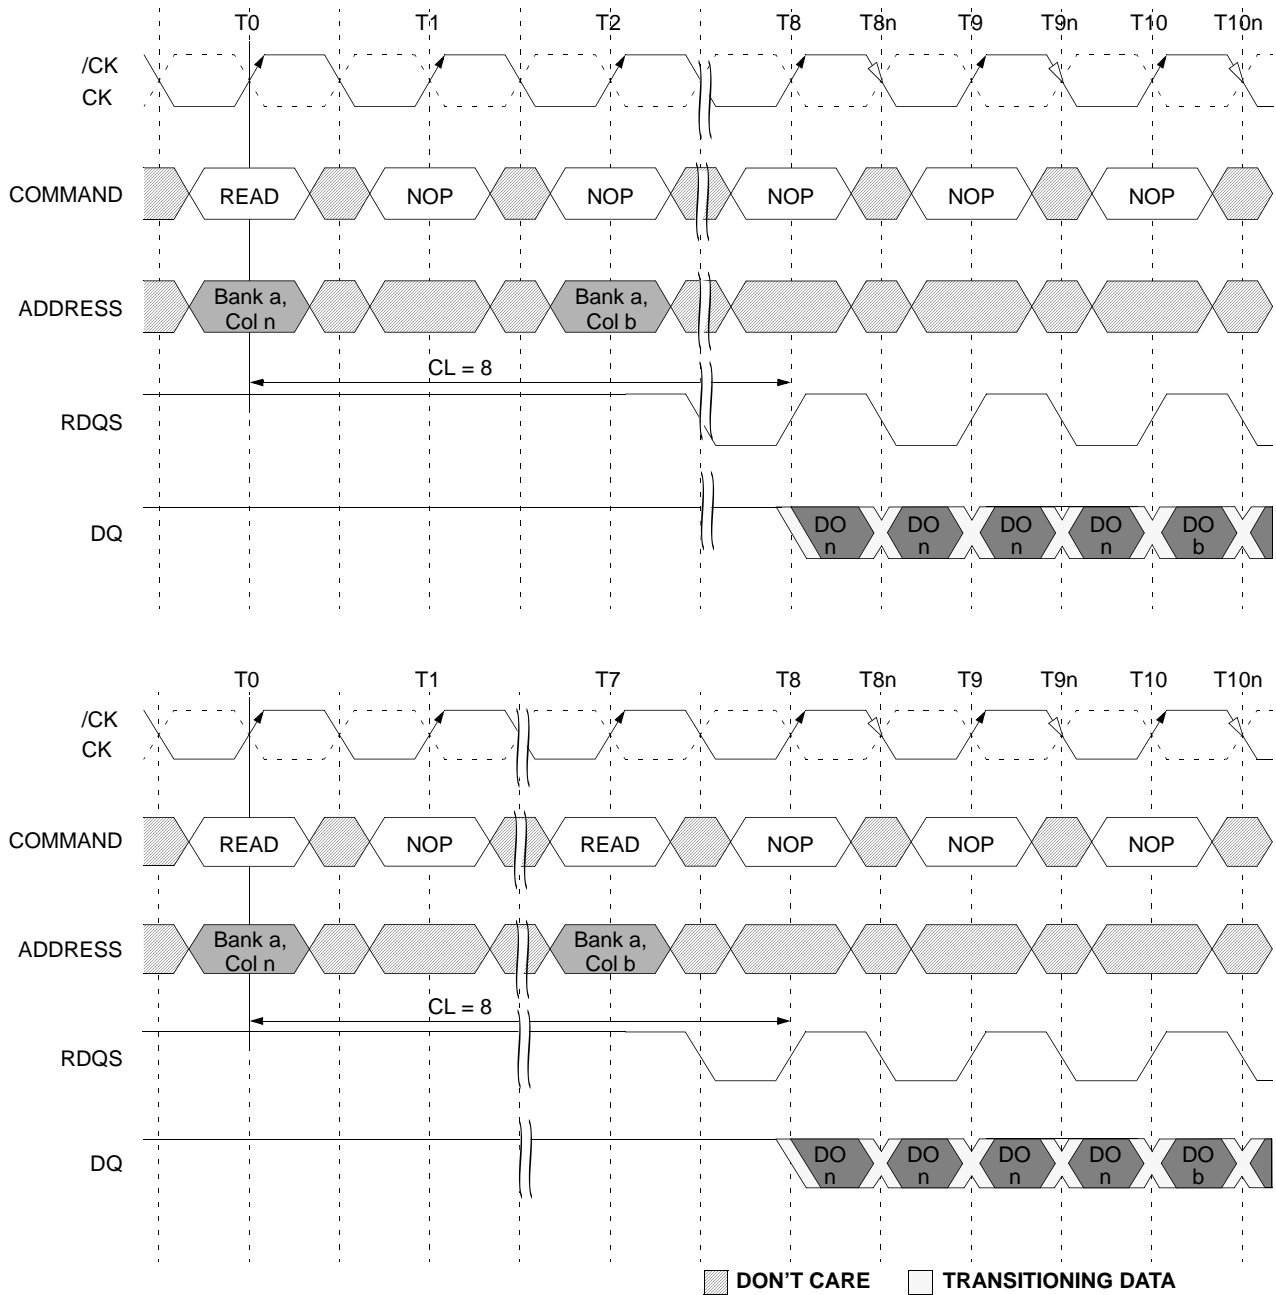 T0 T1 T2 T8 T8n T9 T9n T10 T10n
/CK
CK
COMMAND READ NOP NOP NOP NOP NOP
ADDRESS Bank a, Col n Bank a, Col b
CL = 8
RDQS
DQ DO n DO n DO n DO n DO b
T0 T1 T7 T8 T8n T9 T9n T10 T10n
/CK
CK
COMMAND READ NOP READ NOP NOP NOP
ADDRESS Bank a, Col n Bank a, Col b
CL = 8
RDQS
DQ DO n DO n DO n DO n DO b
DON'T CARE TRANSITIONING DATA